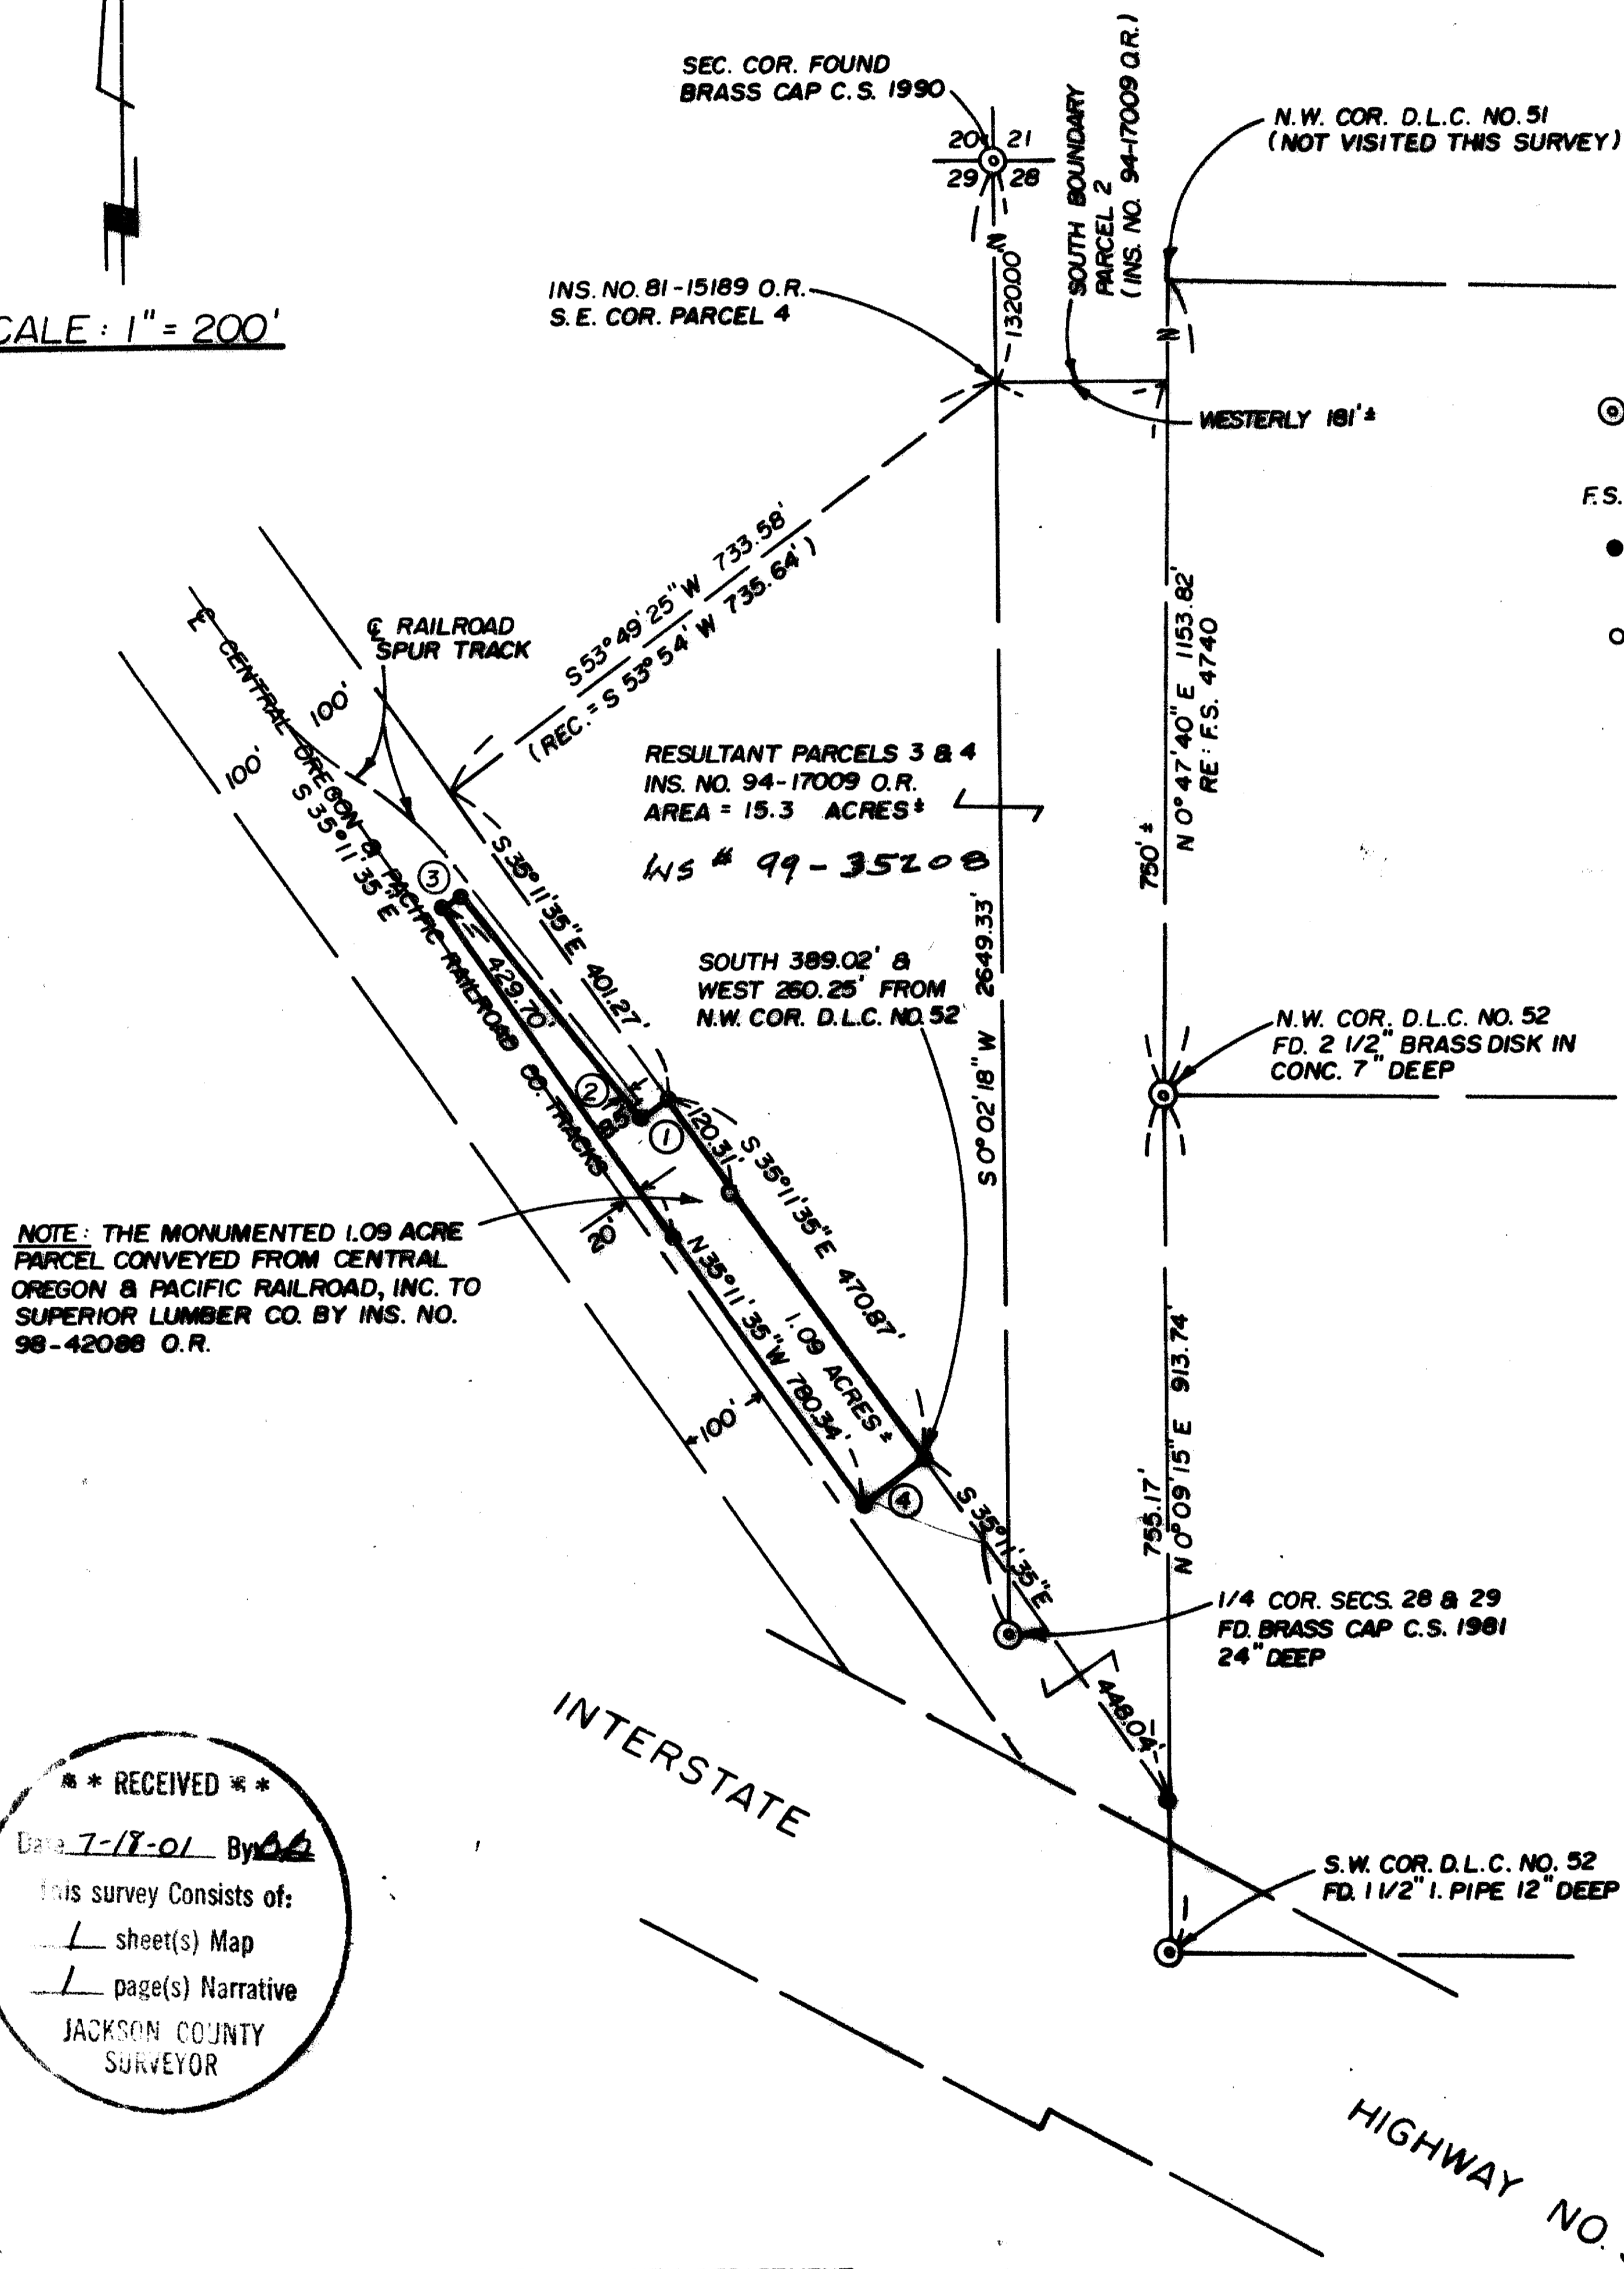 SEC. COR. FOUND
BRASS CAP C.S. 1990
20 21
29 28
SOUTH BOUNDARY
PARCEL 2
(INS. NO. 94-17009 O.R.)
N.W. COR. D.L.C. NO. 51
(NOT VISITED THIS SURVEY)
N
1320.00'
N
CALE: 1" = 200'
INS. NO. 81-15189 O.R.
S.E. COR. PARCEL 4
WESTERLY 181'±
F.S.
S 53° 49' 25" W 733.58'
(REC. = S 53° 54' W 735.64')
℄ RAILROAD
SPUR TRACK
100'
100'
℄ CENTRAL OREGON & PACIFIC RAILROAD CO. TRACKS
S 35° 11' 35" E
N 0° 47' 40" E 1153.82'
RE: F.S. 4740
750' ±
RESULTANT PARCELS 3 & 4
INS. NO. 94-17009 O.R.
AREA = 15.3 ACRES±
INS # 99-35208
3
S 35° 11' 35" E 401.27'
429.70'
S 0° 02' 18" W 2649.33'
SOUTH 389.02' &
WEST 260.25' FROM
N.W. COR. D.L.C. NO. 52
N.W. COR. D.L.C. NO. 52
FD. 2 1/2" BRASS DISK IN
CONC. 7" DEEP
2
1
120.31'
S 35° 11' 35" E 470.87'
NOTE: THE MONUMENTED 1.09 ACRE
PARCEL CONVEYED FROM CENTRAL
OREGON & PACIFIC RAILROAD, INC. TO
SUPERIOR LUMBER CO. BY INS. NO.
98-42088 O.R.
N 35° 11' 35" W 780.34'
1.09 ACRES ±
100'
4
755.17'
N 0° 09' 15" E 913.74'
S 35° 11' 35" E
448.04'
1/4 COR. SECS. 28 & 29
FD. BRASS CAP C.S. 1981
24" DEEP
INTERSTATE
S.W. COR. D.L.C. NO. 52
FD. 1 1/2" I. PIPE 12" DEEP
* * RECEIVED * *
Date 7-18-01 By
This survey Consists of:
1 sheet(s) Map
1 page(s) Narrative
JACKSON COUNTY
SURVEYOR
HIGHWAY NO.